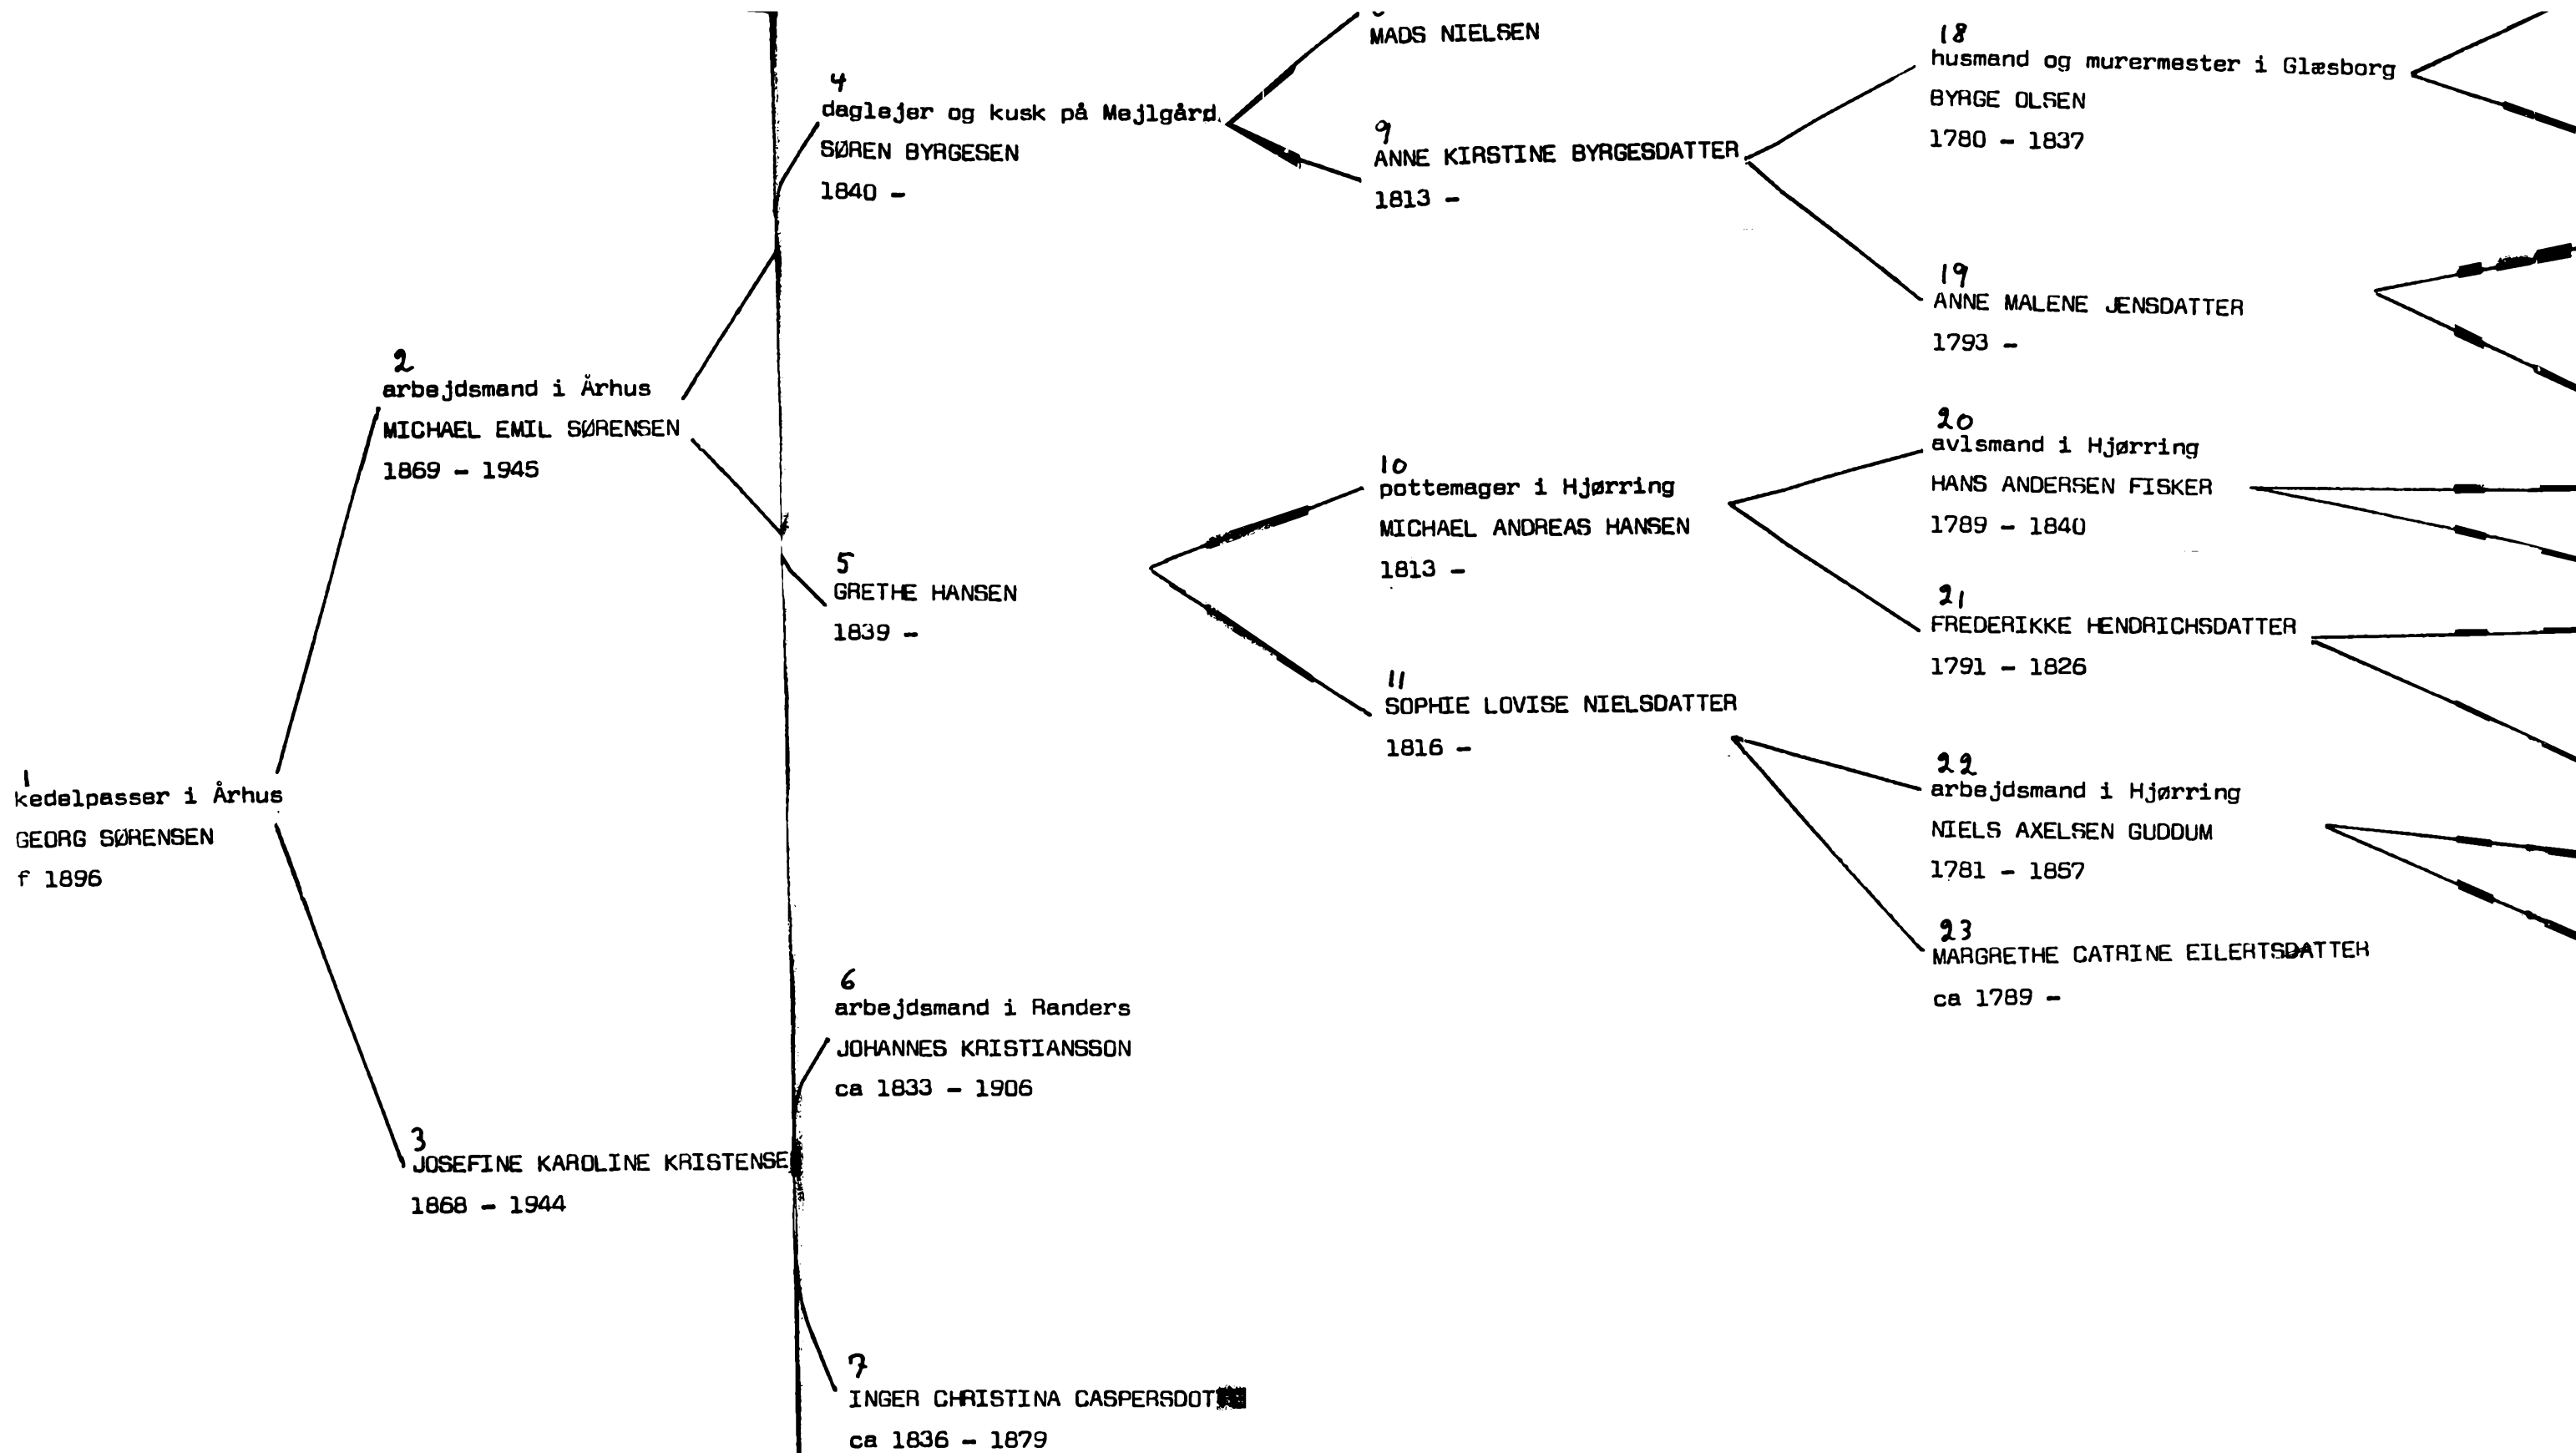 1
kedelpasser i Århus
GEORG SØRENSEN
f 1896
2
arbejdsmand i Århus
MICHAEL EMIL SØRENSEN
1869 - 1945
3
JOSEFINE KAROLINE KRISTENSE
1868 - 1944
4
daglejer og kusk på Mejlgård
SØREN BYRGESEN
1840 -
5
GRETHE HANSEN
1839 -
6
arbejdsmand i Randers
JOHANNES KRISTIANSSON
ca 1833 - 1906
7
INGER CHRISTINA
ca 1836 - 1879
MADS NIELSEN
9
ANNE KIRSTINE BYRGESDATTER
1813 -
10
pottemager i Hjørring
MICHAEL ANDREAS HANSEN
1813 -
11
SOPHIE LOVISE NIELSDATTER
1816 -
18
husmand og murermester i Glæsborg
BYRGE OLSEN
1780 - 1837
19
ANNE MALENE JENSDATTER
1793 -
20
avlsmand i Hjørring
HANS ANDERSEN FISKER
1789 - 1840
21
FREDERIKKE HENDRICHSDATTER
1791 - 1826
22
arbejdsmand i Hjørring
NIELS AXELSEN GUDDUM
1781 - 1857
23
MARGRETHE CATRINE EILERTSDATTER
ca 1789 -